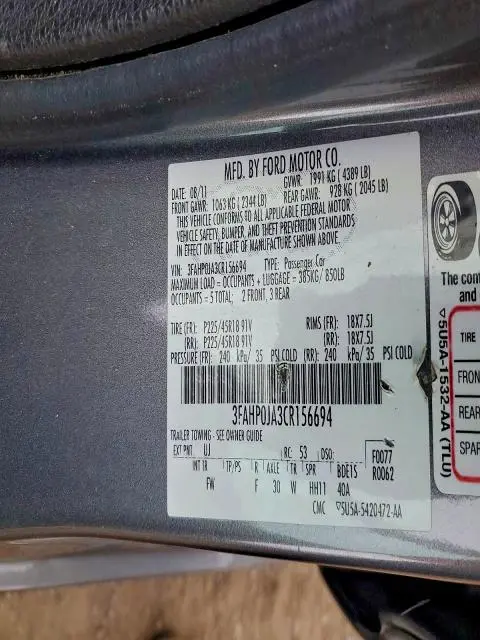 MFD. BY FORD MOTOR CO.
DATE: 08/11 GVWR: 1991 KG ( 4389 LB)
FRONT GAWR: 1063 KG ( 2344 LB) REAR GAWR: 928 KG ( 2045 LB)
THIS VEHICLE CONFORMS TO ALL APPLICABLE FEDERAL MOTOR
VEHICLE SAFETY, BUMPER, AND THEFT PREVENTION STANDARDS
IN EFFECT ON THE DATE OF MANUFACTURE SHOWN ABOVE.
VIN: 3FAHP0JA3CR156694 TYPE: Passenger Car
MAXIMUM LOAD = OCCUPANTS + LUGGAGE = 385KG/ 850LB
OCCUPANTS = 5 TOTAL; 2 FRONT, 3 REAR
TIRE (FR): P225/45R18 91V RIMS (FR): 18X7.5J
(RR): P225/45R18 91V (RR): 18X7.5J
PRESSURE (FR): 240 kPa/ 35 PSI COLD (RR): 240 kPa/ 35 PSI COLD
3FAHP0JA3CR156694
TRAILER TOWING - SEE OWNER GUIDE
EXT PNT: UJ RC: 53 DSO: F0077
INT TR TP/PS R AXLE TR SPR BDE15 R0062
FW F 30 W HH11 40A
CMC ▽5U5A-5420472-AA
The cont
and
▽5U5A-1532-AA (TLU)
TIRE
FRON
REAR
SPAR